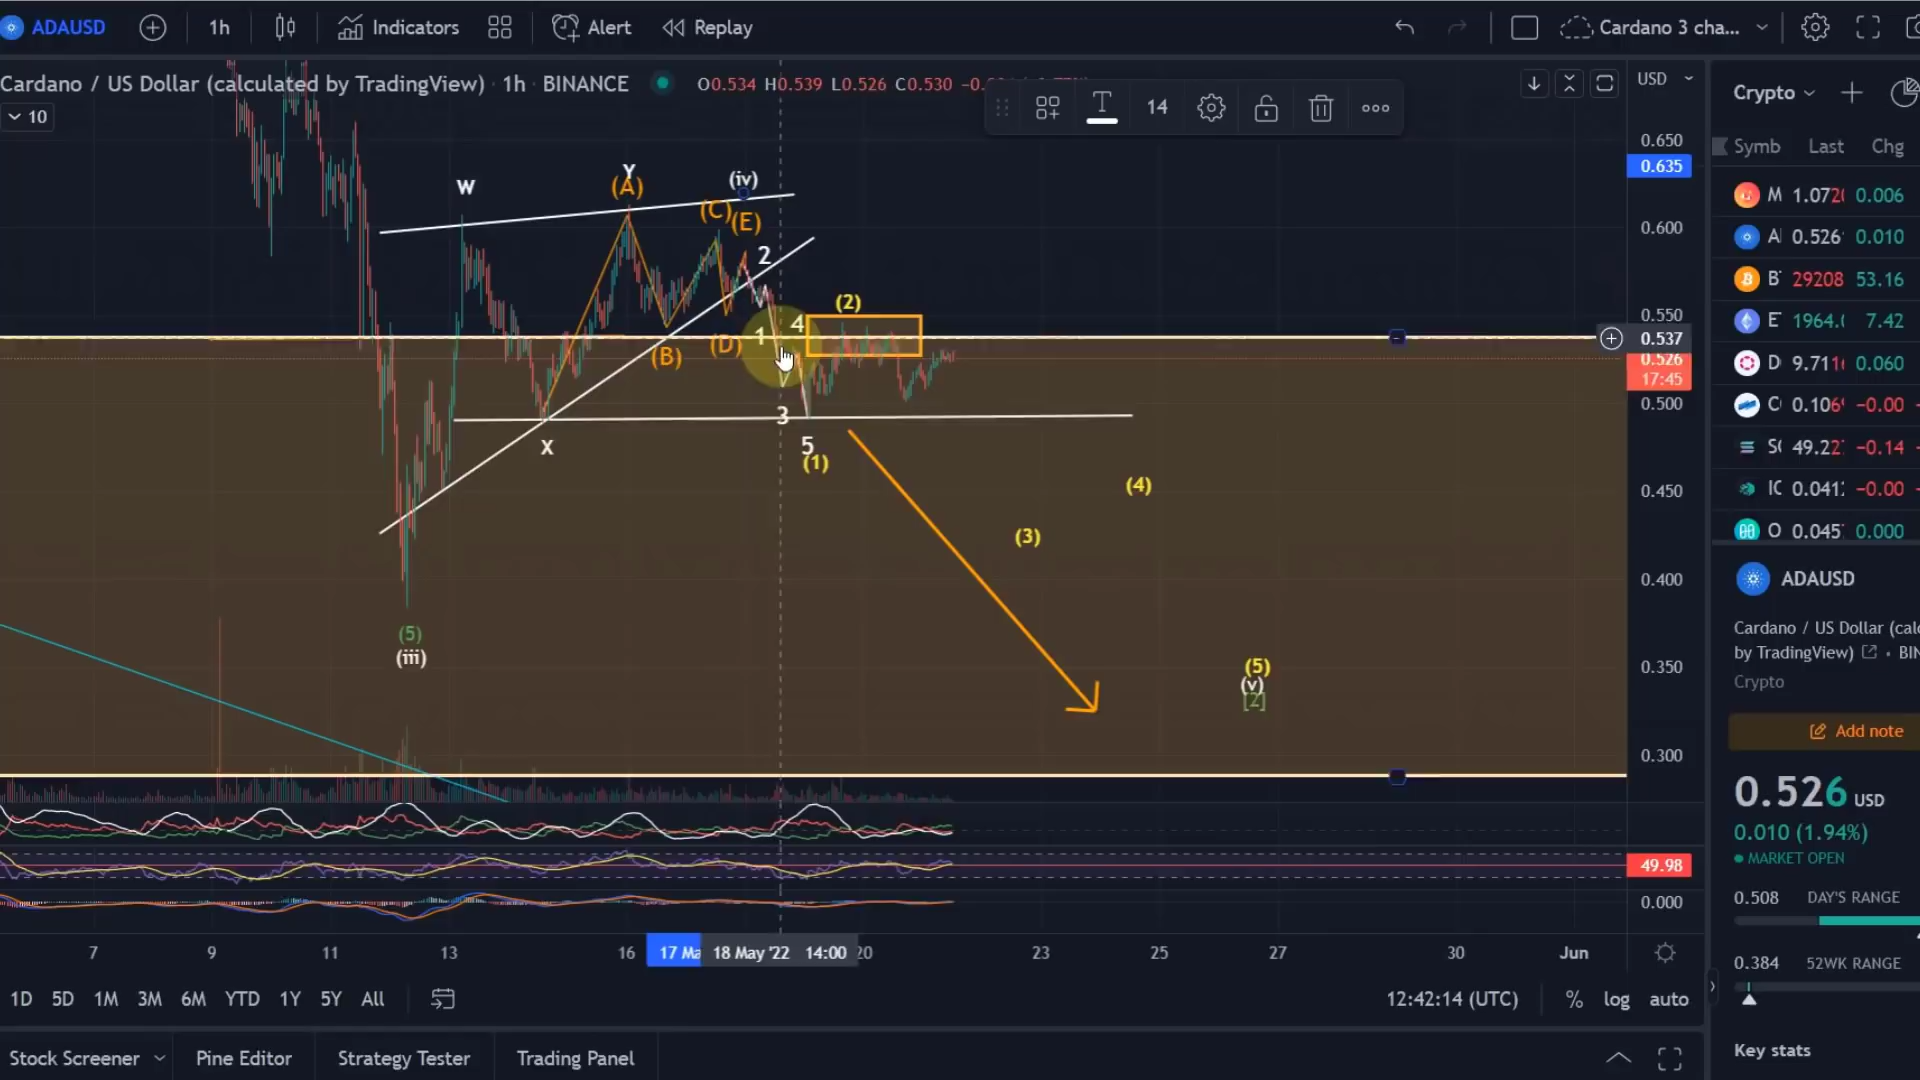 ADAUSD 1h Indicators Alert Replay Cardano 3 cha...
Cardano / US Dollar (calculated by TradingView) · 1h · BINANCE O0.534 H0.539 L0.526 C0.530 USD
10
14
Crypto
Symb Last Chg
M 1.072 0.006
0.526 0.010
B 29208 53.16
E 1964. 7.42
D 9.71 0.060
C 0.106 −0.00
S 49.22 −0.14
IC 0.041 −0.00
O 0.045 0.000
0.650
0.635
0.600
0.550
0.537
0.526
17:45
0.500
0.450
0.400
0.350
0.300
49.98
0.000
W
Y
(A)
(iv)
(C)
(E)
2
(2)
4
1
(D)
(B)
3
X
5
(1)
(4)
(3)
(5)
(iii)
(5)
(v)
[2]
ADAUSD
Cardano / US Dollar (calc
by TradingView) • BIN
Crypto
Add note
0.526 USD
0.010 (1.94%)
MARKET OPEN
0.508 DAY'S RANGE
0.384 52WK RANGE
Key stats
7 9 11 13 16 17 Ma 18 May '22 14:00 20 23 25 27 30 Jun
1D 5D 1M 3M 6M YTD 1Y 5Y All 12:42:14 (UTC) % log auto
Stock Screener Pine Editor Strategy Tester Trading Panel